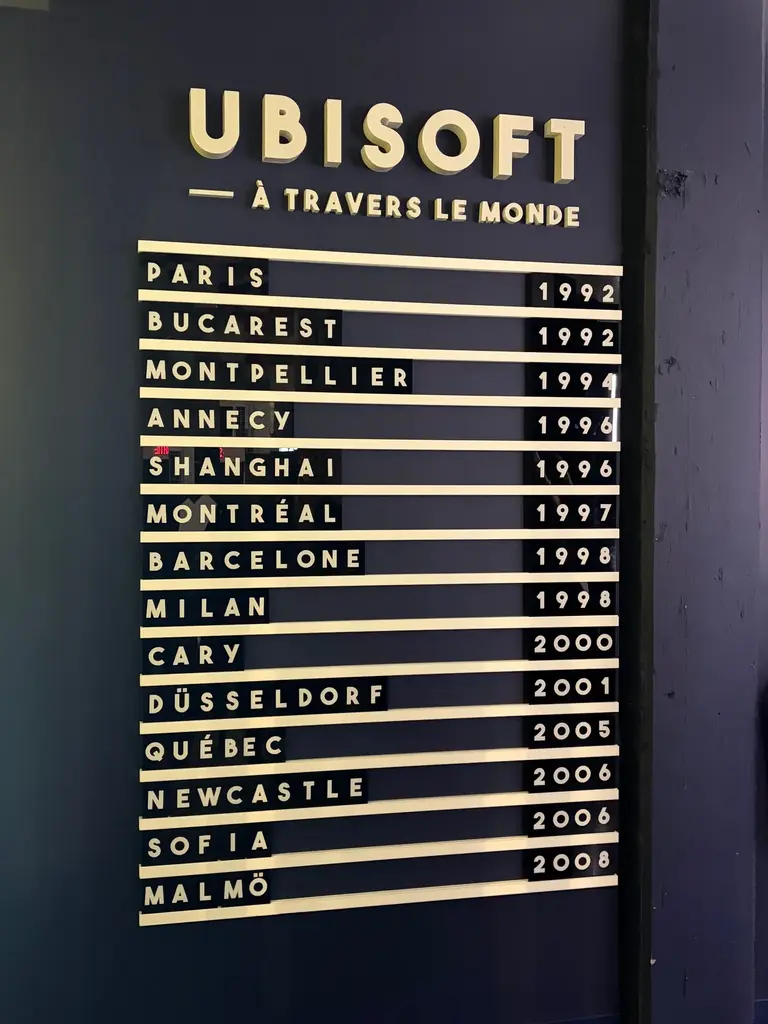 UBISOFT
— À TRAVERS LE MONDE
PARIS 1992
BUCAREST 1992
MONTPELLIER 1994
ANNECY 1996
SHANGHAI 1996
MONTRÉAL 1997
BARCELONE 1998
MILAN 1998
CARY 2000
DÜSSELDORF 2001
QUÉBEC 2005
NEWCASTLE 2006
SOFIA 2006
MALMÖ 2008